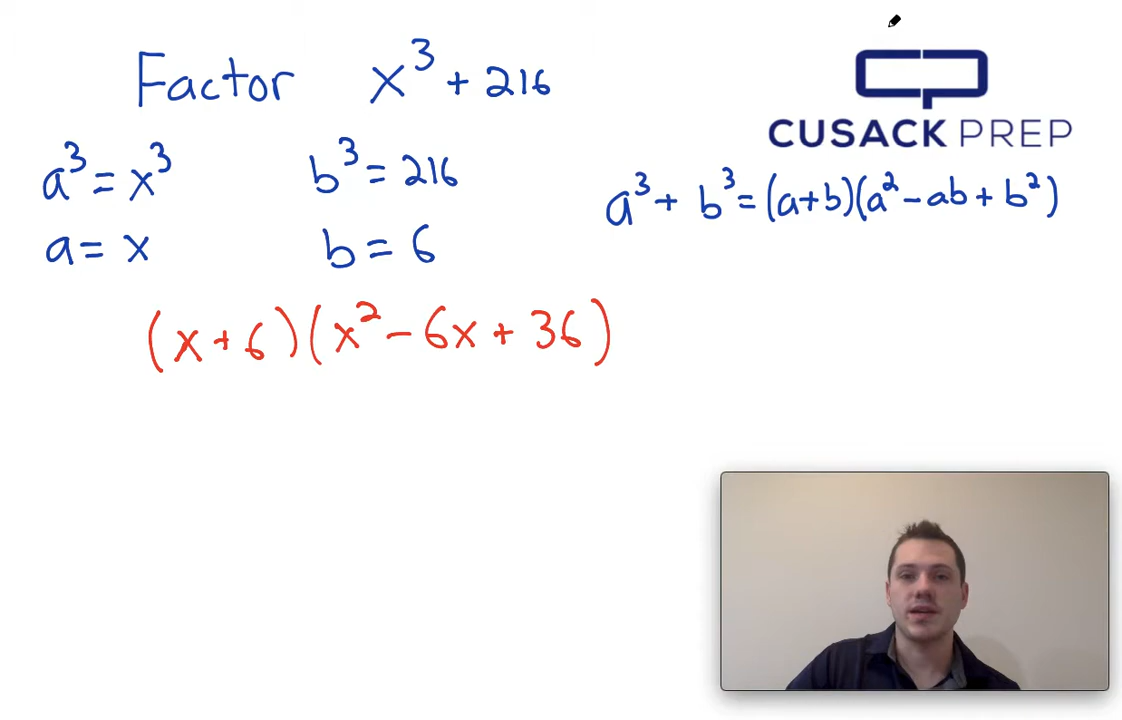 Factor x³ + 216
CUSACK PREP
a³ = x³ b³ = 216
a³ + b³ = (a+b)(a² - ab + b²)
a = x b = 6
(x + 6)(x² - 6x + 36)